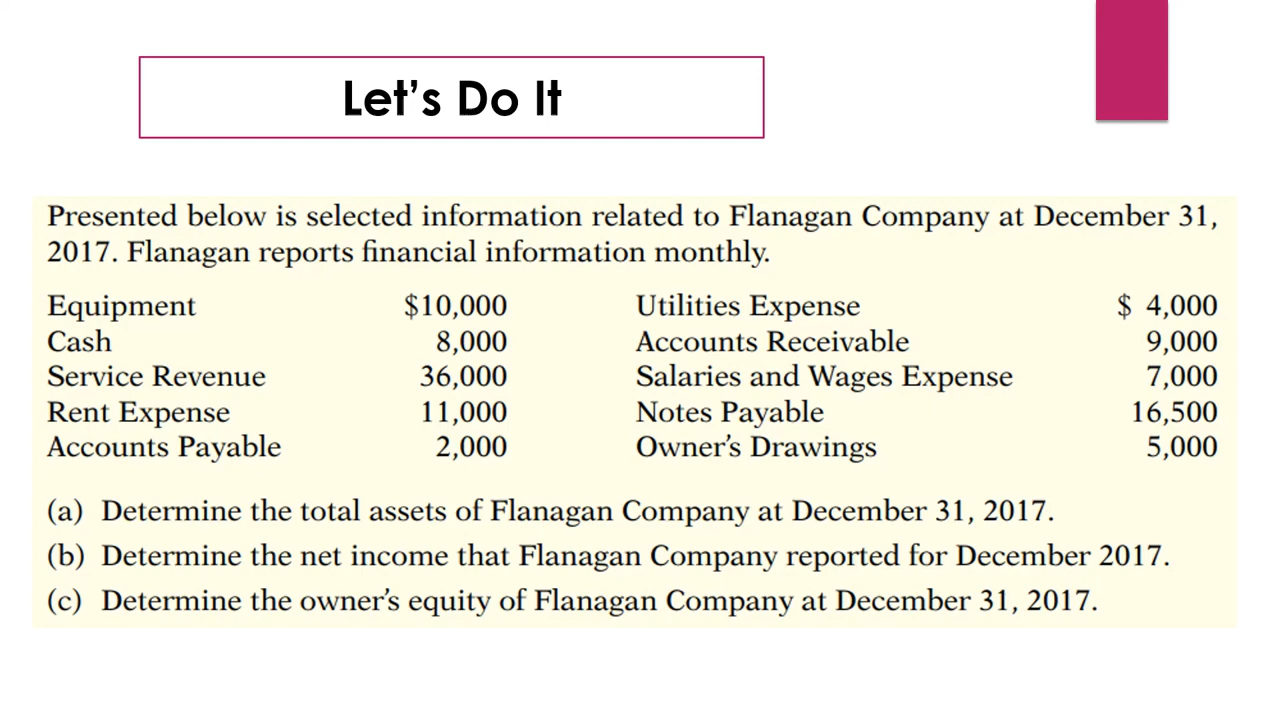 Let’s Do It
Presented below is selected information related to Flanagan Company at December 31,
2017. Flanagan reports financial information monthly.
Equipment $10,000 Utilities Expense $ 4,000
Cash 8,000 Accounts Receivable 9,000
Service Revenue 36,000 Salaries and Wages Expense 7,000
Rent Expense 11,000 Notes Payable 16,500
Accounts Payable 2,000 Owner’s Drawings 5,000
(a) Determine the total assets of Flanagan Company at December 31, 2017.
(b) Determine the net income that Flanagan Company reported for December 2017.
(c) Determine the owner’s equity of Flanagan Company at December 31, 2017.